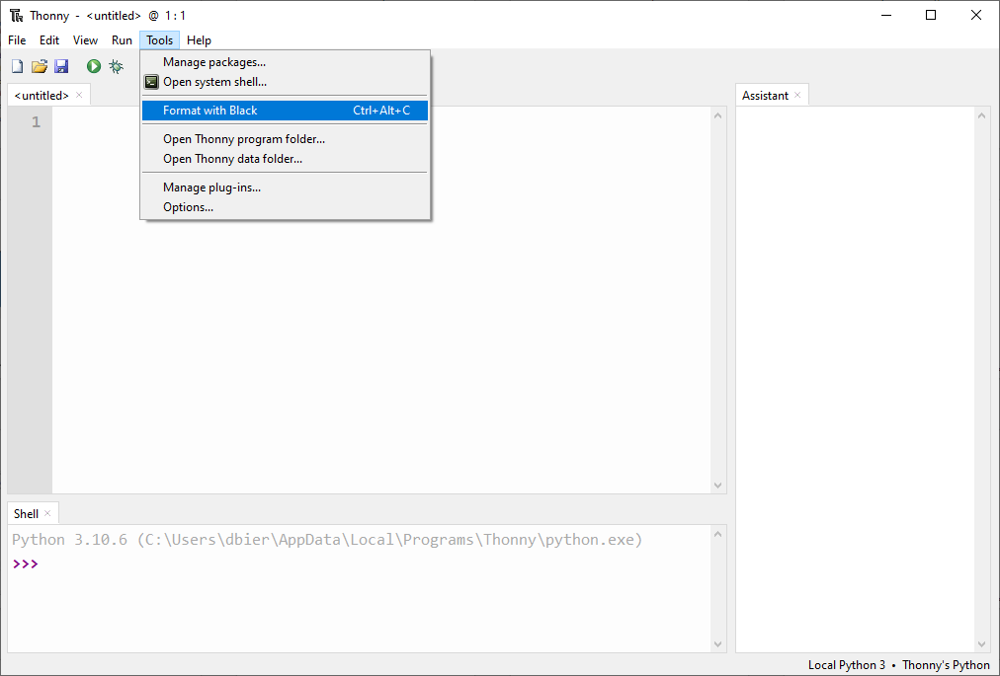 Thonny - <untitled> @ 1 : 1
File Edit View Run Tools Help
Manage packages...
Open system shell...
Format with Black Ctrl+Alt+C
Open Thonny program folder...
Open Thonny data folder...
Manage plug-ins...
Options...
<untitled> ×
1
Assistant ×
Shell ×
Python 3.10.6 (C:\Users\dbier\AppData\Local\Programs\Thonny\python.exe)
>>>
Local Python 3 • Thonny's Python